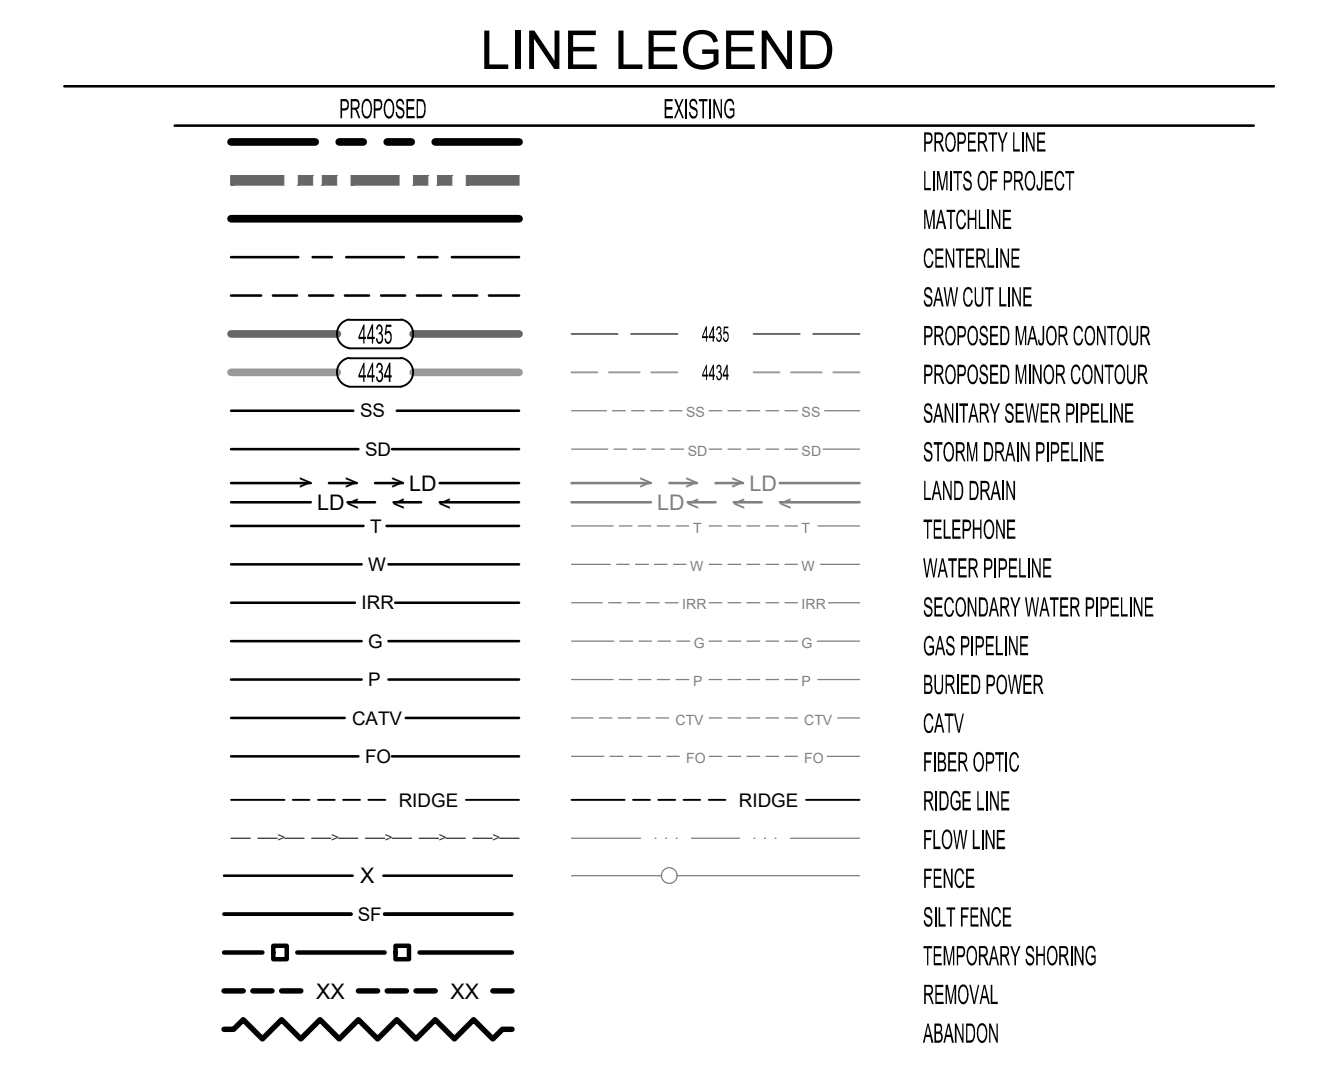 LINE LEGEND
PROPOSED EXISTING
PROPERTY LINE
LIMITS OF PROJECT
MATCHLINE
CENTERLINE
SAW CUT LINE
4435 4435 PROPOSED MAJOR CONTOUR
4434 4434 PROPOSED MINOR CONTOUR
SS SS SS SANITARY SEWER PIPELINE
SD SD SD STORM DRAIN PIPELINE
LD LD LAND DRAIN
LD LD
T T T TELEPHONE
W W W WATER PIPELINE
IRR IRR IRR SECONDARY WATER PIPELINE
G G G GAS PIPELINE
P P P BURIED POWER
CATV CTV CTV CATV
FO FO FO FIBER OPTIC
RIDGE RIDGE RIDGE LINE
FLOW LINE
X FENCE
SF SILT FENCE
TEMPORARY SHORING
XX XX REMOVAL
ABANDON